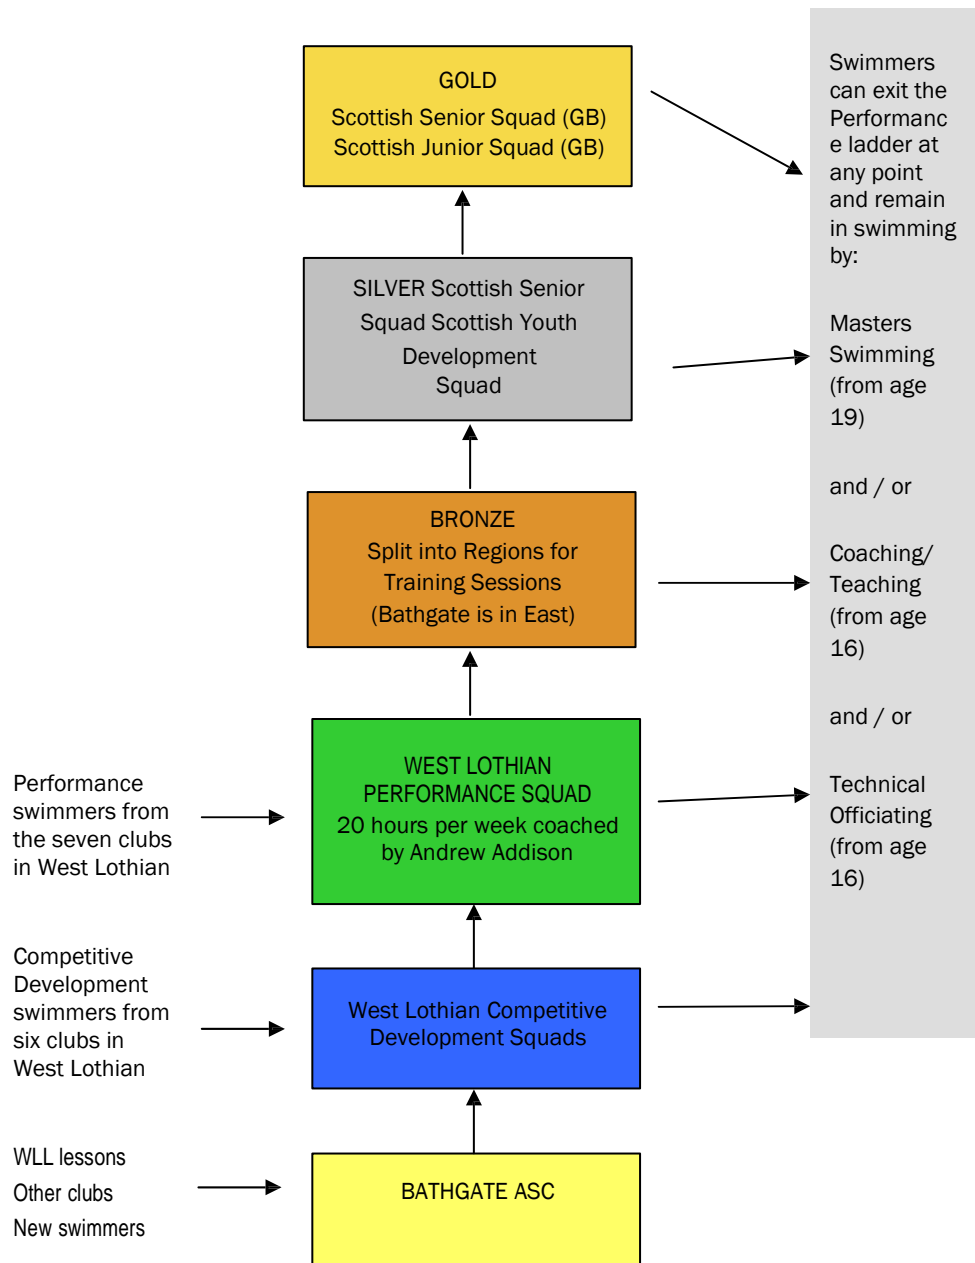 GOLD
Scottish Senior Squad (GB)
Scottish Junior Squad (GB)
SILVER Scottish Senior
Squad Scottish Youth
Development
Squad
BRONZE
Split into Regions for
Training Sessions
(Bathgate is in East)
Performance
swimmers from
the seven clubs
in West Lothian
WEST LOTHIAN
PERFORMANCE SQUAD
20 hours per week coached
by Andrew Addison
Competitive
Development
swimmers from
six clubs in
West Lothian
West Lothian Competitive
Development Squads
WLL lessons
Other clubs
New swimmers
BATHGATE ASC
Swimmers
can exit the
Performanc
e ladder at
any point
and remain
in swimming
by:
Masters
Swimming
(from age
19)
and / or
Coaching/
Teaching
(from age
16)
and / or
Technical
Officiating
(from age
16)